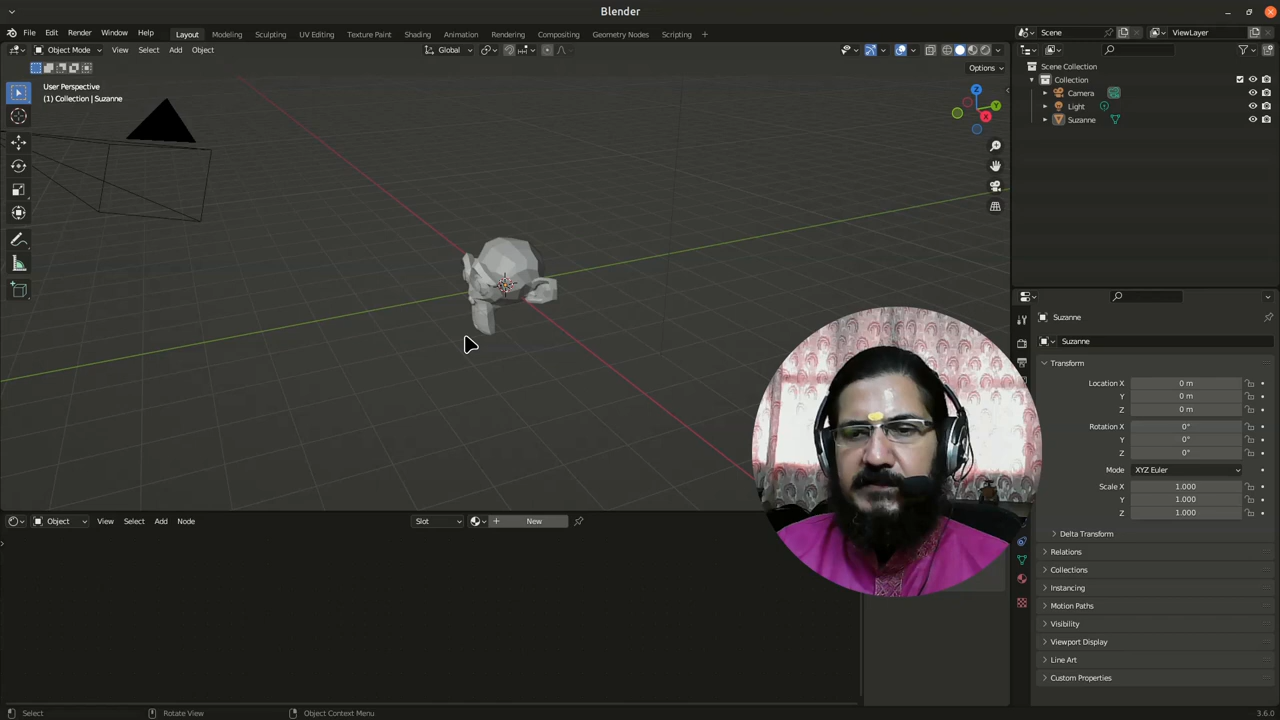 Blender
File Edit Render Window Help Layout Modeling Sculpting UV Editing Texture Paint Shading Animation Rendering Compositing Geometry Nodes Scripting + Scene ViewLayer
Object Mode View Select Add Object Global
Options
User Perspective
(1) Collection | Suzanne
Z
Y
X
Scene Collection
Collection
Camera
Light
Suzanne
Suzanne
Suzanne
Transform
Location X 0 m
Y 0 m
Z 0 m
Rotation X 0°
Y 0°
Z 0°
Mode XYZ Euler
Scale X 1.000
Y 1.000
Z 1.000
Delta Transform
Relations
Collections
Instancing
Motion Paths
Visibility
Viewport Display
Line Art
Custom Properties
Object View Select Add Node Slot New
Select Rotate View Object Context Menu 3.6.0